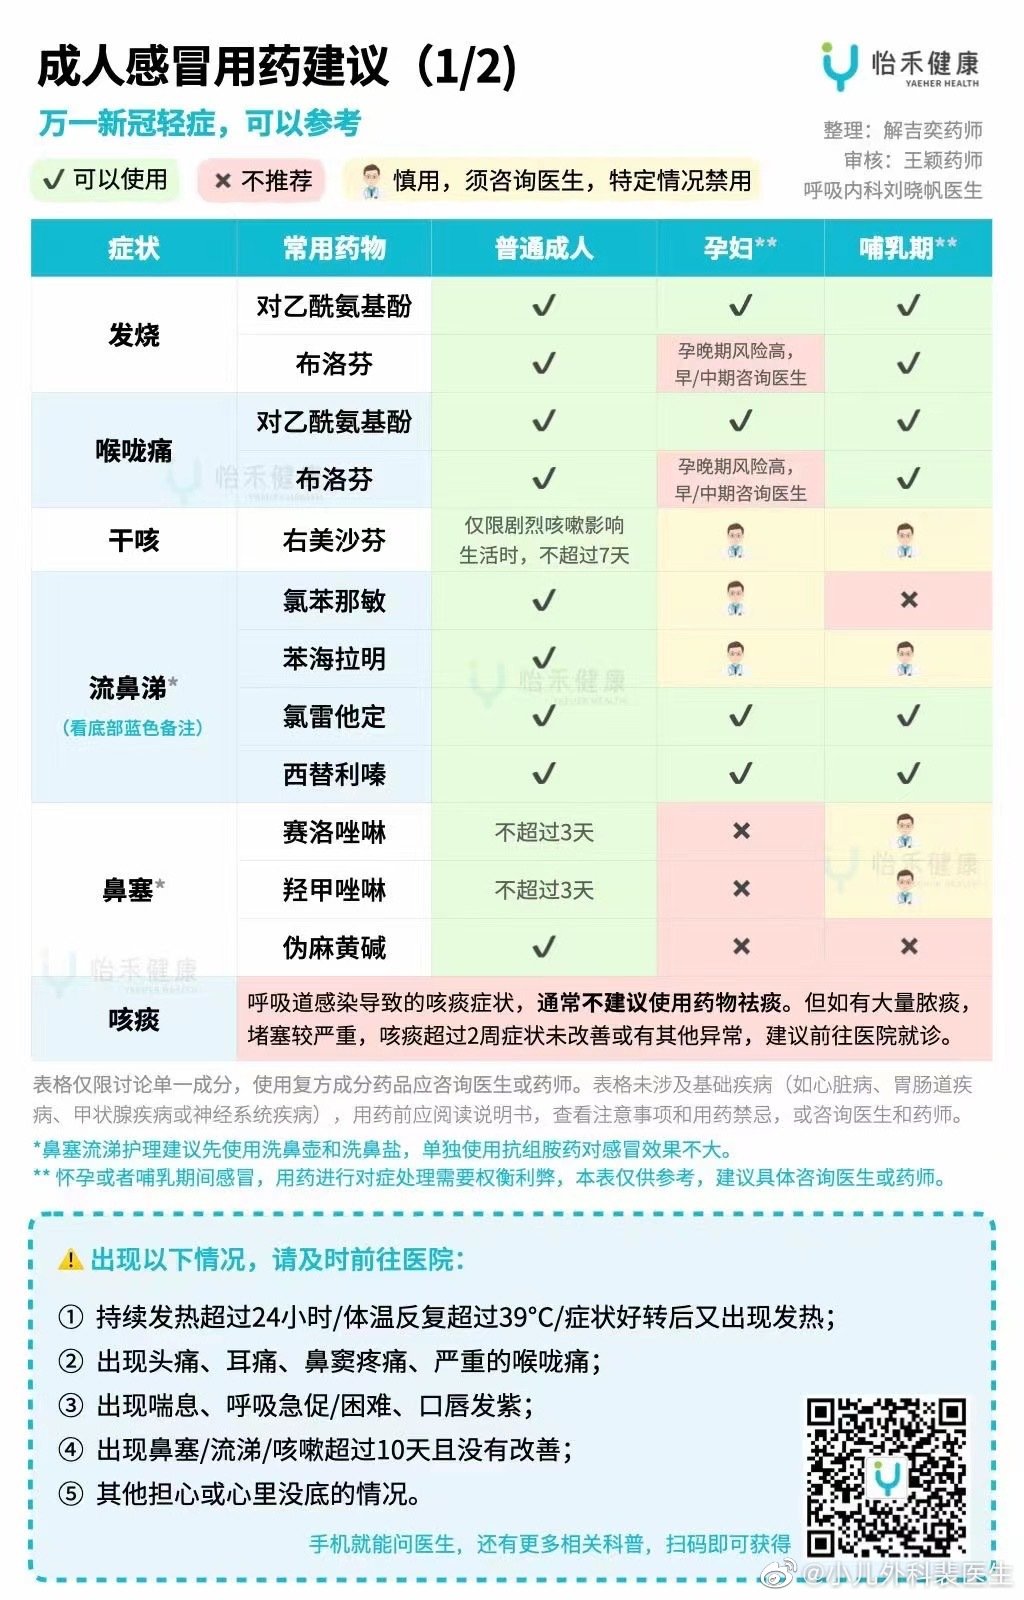 成人感冒用药建议（1/2)
怡禾健康
YAEHER HEALTH
万一新冠轻症，可以参考
整理：解吉奕药师
审核：王颖药师
呼吸内科刘晓帆医生
✓ 可以使用 ✖ 不推荐 慎用，须咨询医生，特定情况禁用
症状 常用药物 普通成人 孕妇** 哺乳期**
发烧
对乙酰氨基酚 ✓ ✓ ✓
布洛芬 ✓ 孕晚期风险高，
早/中期咨询医生 ✓
喉咙痛
对乙酰氨基酚 ✓ ✓ ✓
布洛芬 ✓ 孕晚期风险高，
早/中期咨询医生 ✓
干咳 右美沙芬 仅限剧烈咳嗽影响
生活时，不超过7天
流鼻涕*
（看底部蓝色备注）
氯苯那敏 ✓ ✖
苯海拉明 ✓
氯雷他定 ✓ ✓ ✓
西替利嗪 ✓ ✓ ✓
鼻塞*
赛洛唑啉 不超过3天 ✖
羟甲唑啉 不超过3天 ✖
伪麻黄碱 ✓ ✖ ✖
咳痰
呼吸道感染导致的咳痰症状，通常不建议使用药物祛痰。但如有大量脓痰，
堵塞较严重，咳痰超过2周症状未改善或有其他异常，建议前往医院就诊。
表格仅限讨论单一成分，使用复方成分药品应咨询医生或药师。表格未涉及基础疾病（如心脏病、胃肠道疾
病、甲状腺疾病或神经系统疾病），用药前应阅读说明书，查看注意事项和用药禁忌，或咨询医生和药师。
*鼻塞流涕护理建议先使用洗鼻壶和洗鼻盐，单独使用抗组胺药对感冒效果不大。
** 怀孕或者哺乳期间感冒，用药进行对症处理需要权衡利弊，本表仅供参考，建议具体咨询医生或药师。
出现以下情况，请及时前往医院：
① 持续发热超过24小时/体温反复超过39°C/症状好转后又出现发热；
② 出现头痛、耳痛、鼻窦疼痛、严重的喉咙痛；
③ 出现喘息、呼吸急促/困难、口唇发紫；
④ 出现鼻塞/流涕/咳嗽超过10天且没有改善；
⑤ 其他担心或心里没底的情况。
手机就能问医生，还有更多相关科普，扫码即可获得
@小儿外科裴医生